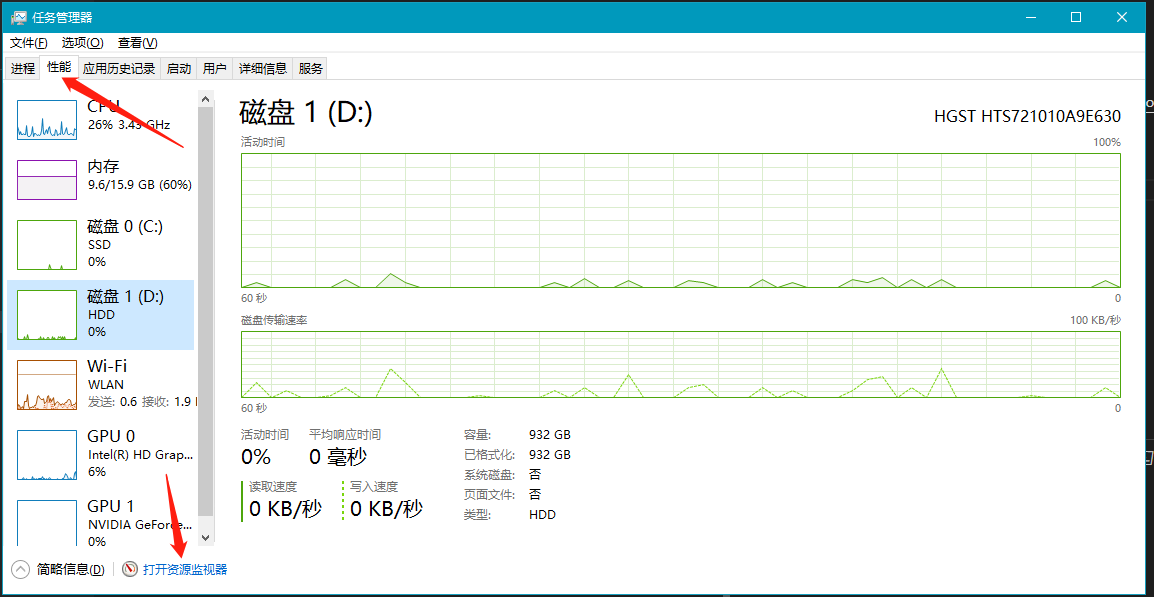 任务管理器
文件(F) 选项(O) 查看(V)
进程 性能 应用历史记录 启动 用户 详细信息 服务
CPU
26% 3.43 GHz
内存
9.6/15.9 GB (60%)
磁盘 0 (C:)
SSD
0%
磁盘 1 (D:)
HDD
0%
Wi-Fi
WLAN
发送: 0.6 接收: 1.9
GPU 0
Intel(R) HD Grap...
6%
GPU 1
NVIDIA GeForce...
0%
磁盘 1 (D:)
HGST HTS721010A9E630
活动时间 100%
60 秒 0
磁盘传输速率 100 KB/秒
60 秒 0
活动时间 平均响应时间
0% 0 毫秒
读取速度 写入速度
0 KB/秒 0 KB/秒
容量: 932 GB
已格式化: 932 GB
系统磁盘: 否
页面文件: 否
类型: HDD
简略信息(D) 打开资源监视器